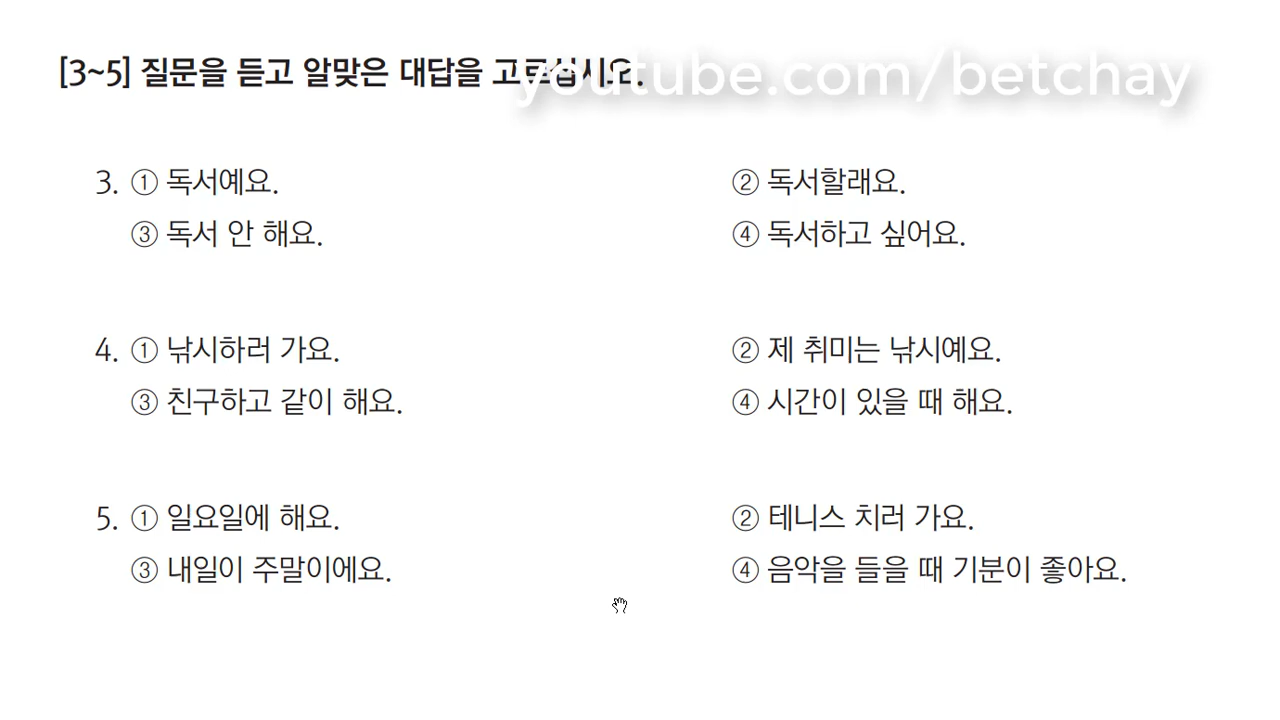 [3~5] 질문을 듣고 알맞은 대답을 고르십시오.
youtube.com/betchay
3. ① 독서예요. ② 독서할래요.
③ 독서 안 해요. ④ 독서하고 싶어요.
4. ① 낚시하러 가요. ② 제 취미는 낚시예요.
③ 친구하고 같이 해요. ④ 시간이 있을 때 해요.
5. ① 일요일에 해요. ② 테니스 치러 가요.
③ 내일이 주말이에요. ④ 음악을 들을 때 기분이 좋아요.